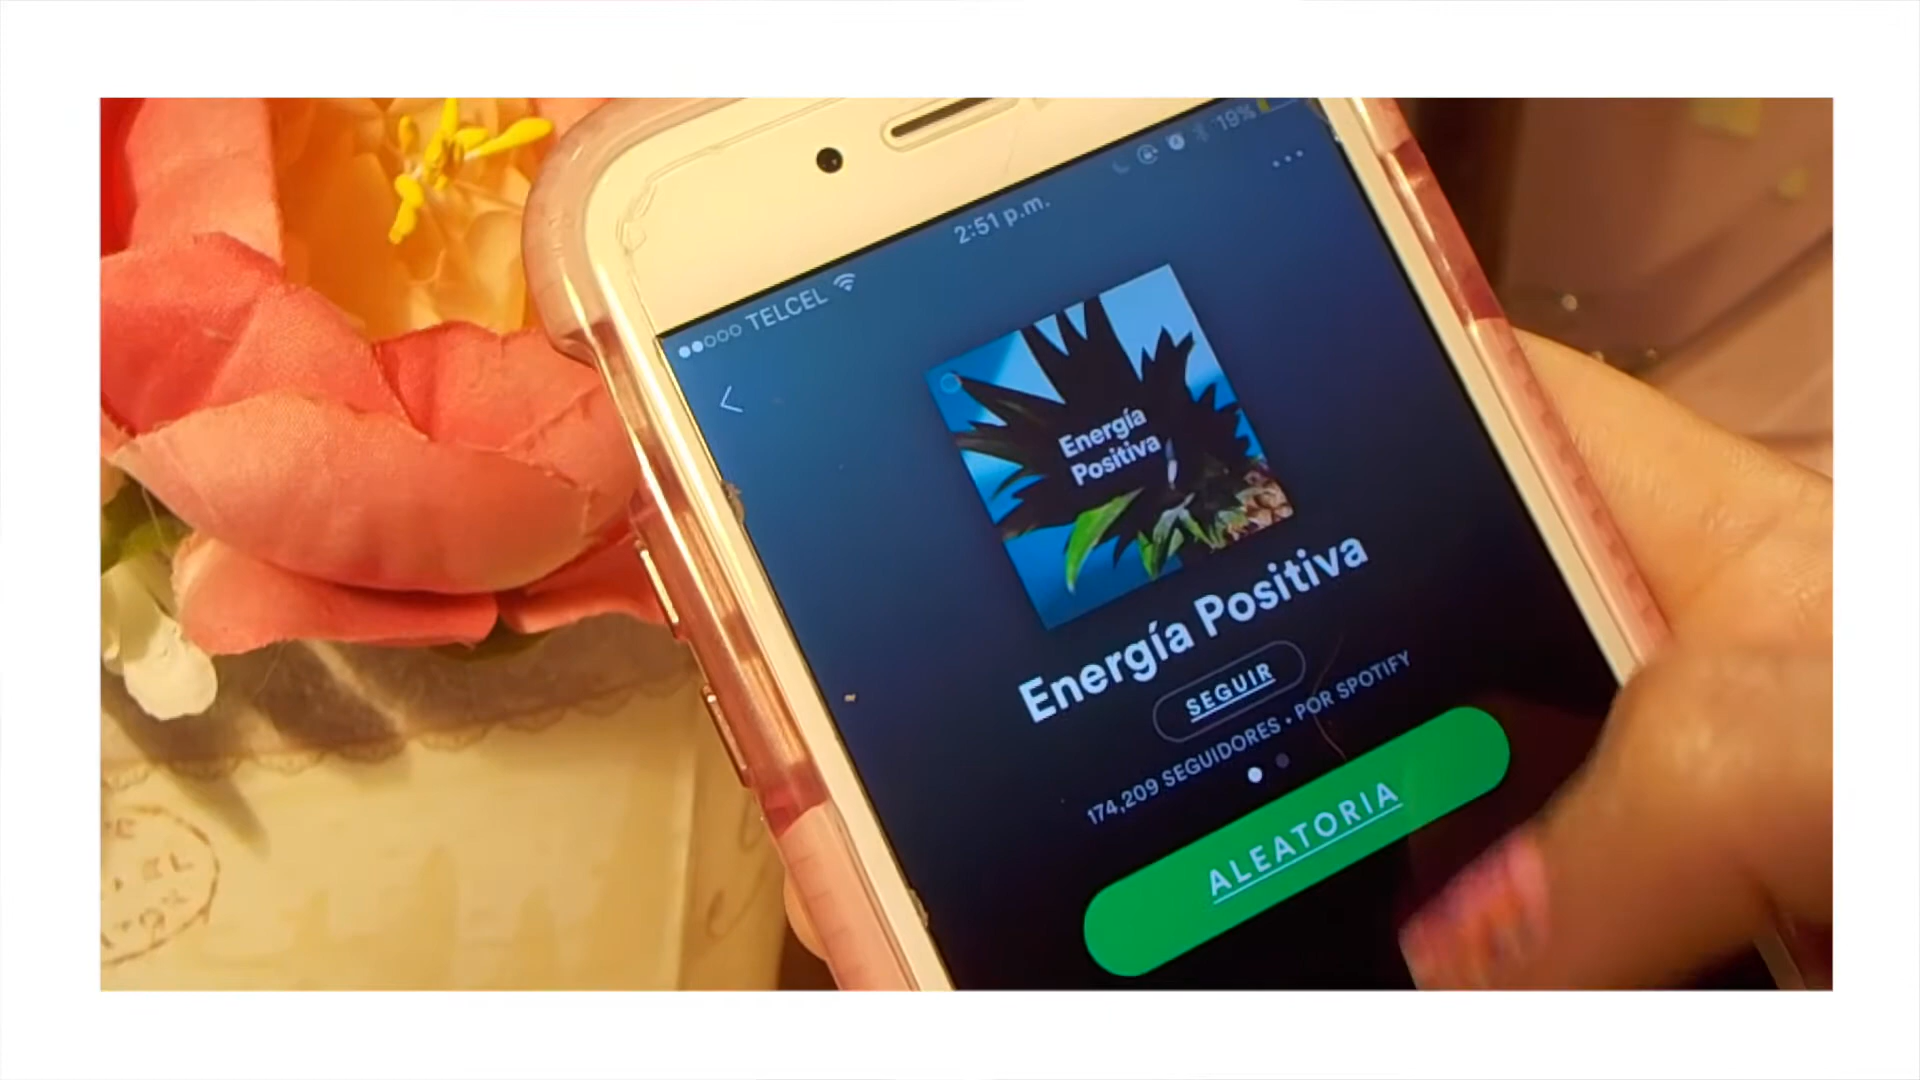 TELCEL 2:51 p.m. 19%
Energía
Positiva
Energía Positiva
SEGUIR
174,209 SEGUIDORES • POR SPOTIFY
ALEATORIA